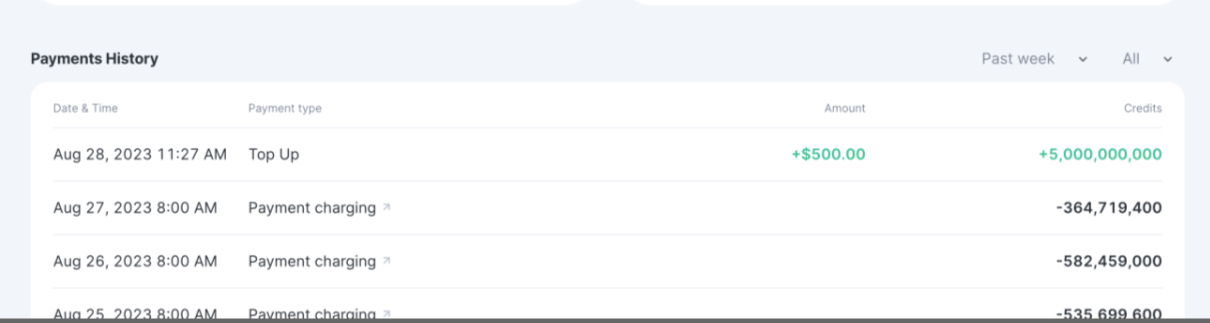 Payments History Past week All
Date & Time Payment type Amount Credits
Aug 28, 2023 11:27 AM Top Up +$500.00 +5,000,000,000
Aug 27, 2023 8:00 AM Payment charging -364,719,400
Aug 26, 2023 8:00 AM Payment charging -582,459,000
Aug 25, 2023 8:00 AM Payment charging -535,699,600